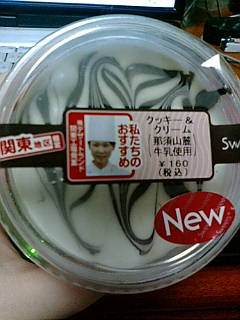 関東地区
私たちの
おすすめ
クッキー&
クリーム
那須山麓
(牛乳使用)
¥160
(税込)
Sw
New